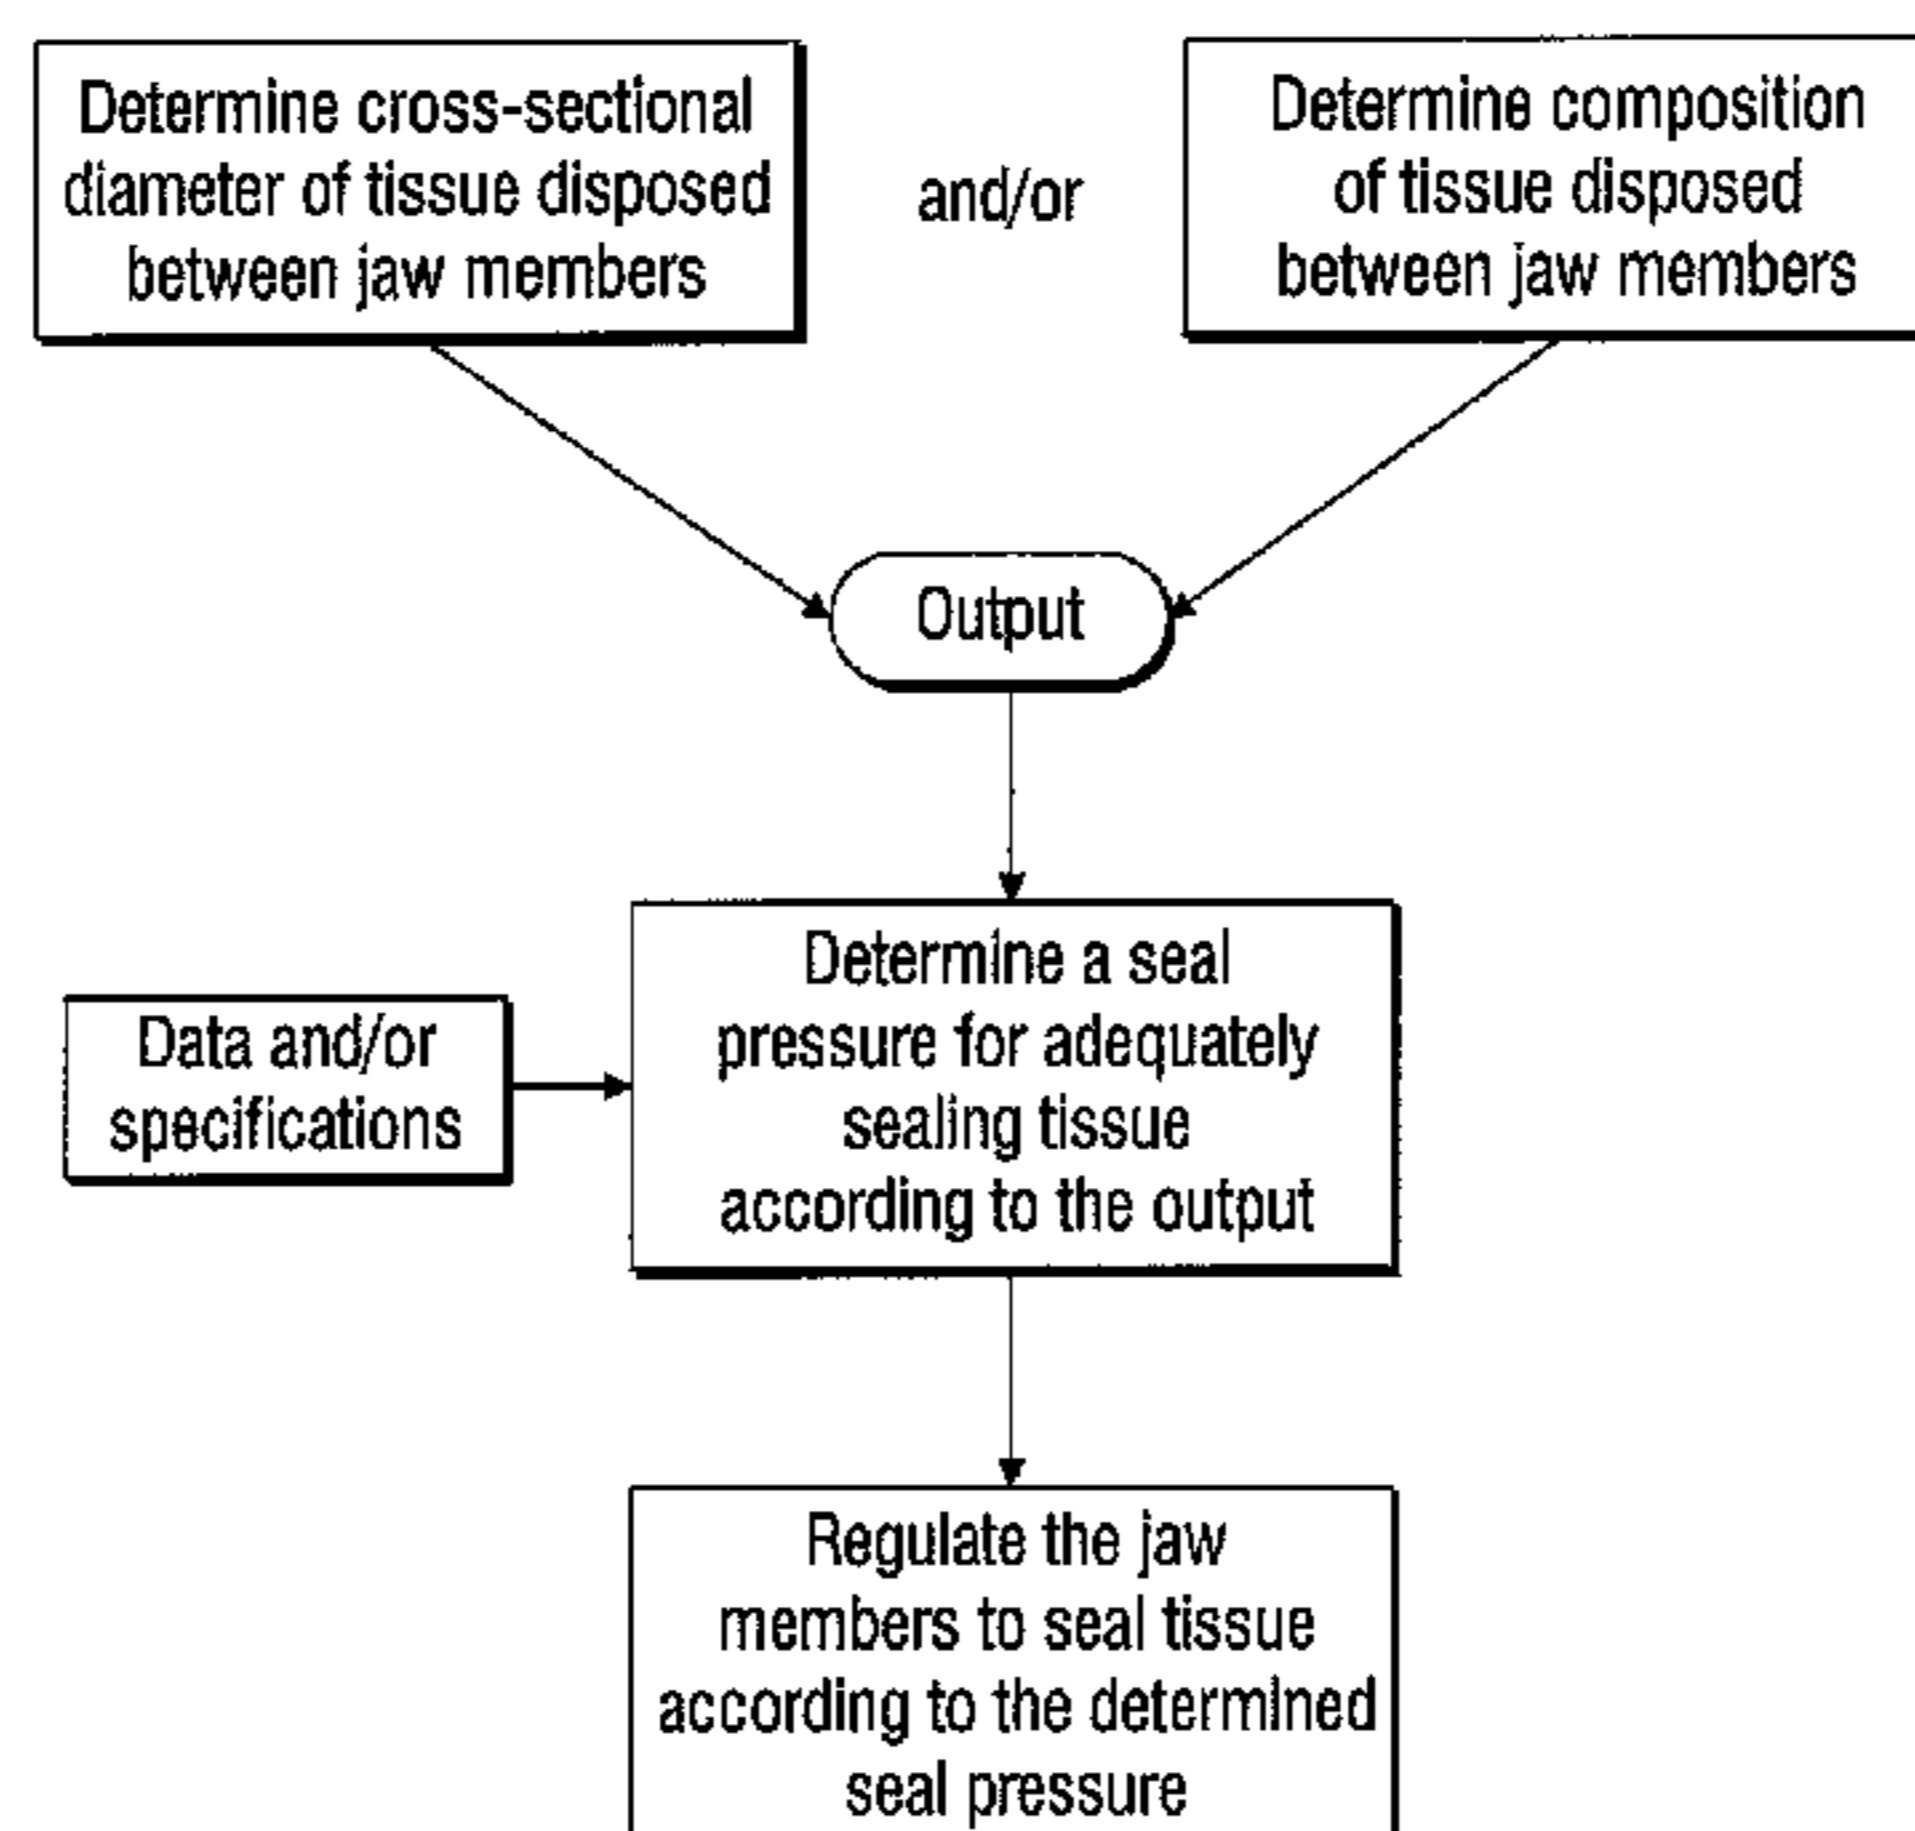 Determine cross-sectional
diameter of tissue disposed
between jaw members
and/or
Determine composition
of tissue disposed
between jaw members
Output
Data and/or
specifications
Determine a seal
pressure for adequately
sealing tissue
according to the output
Regulate the jaw
members to seal tissue
according to the determined
seal pressure